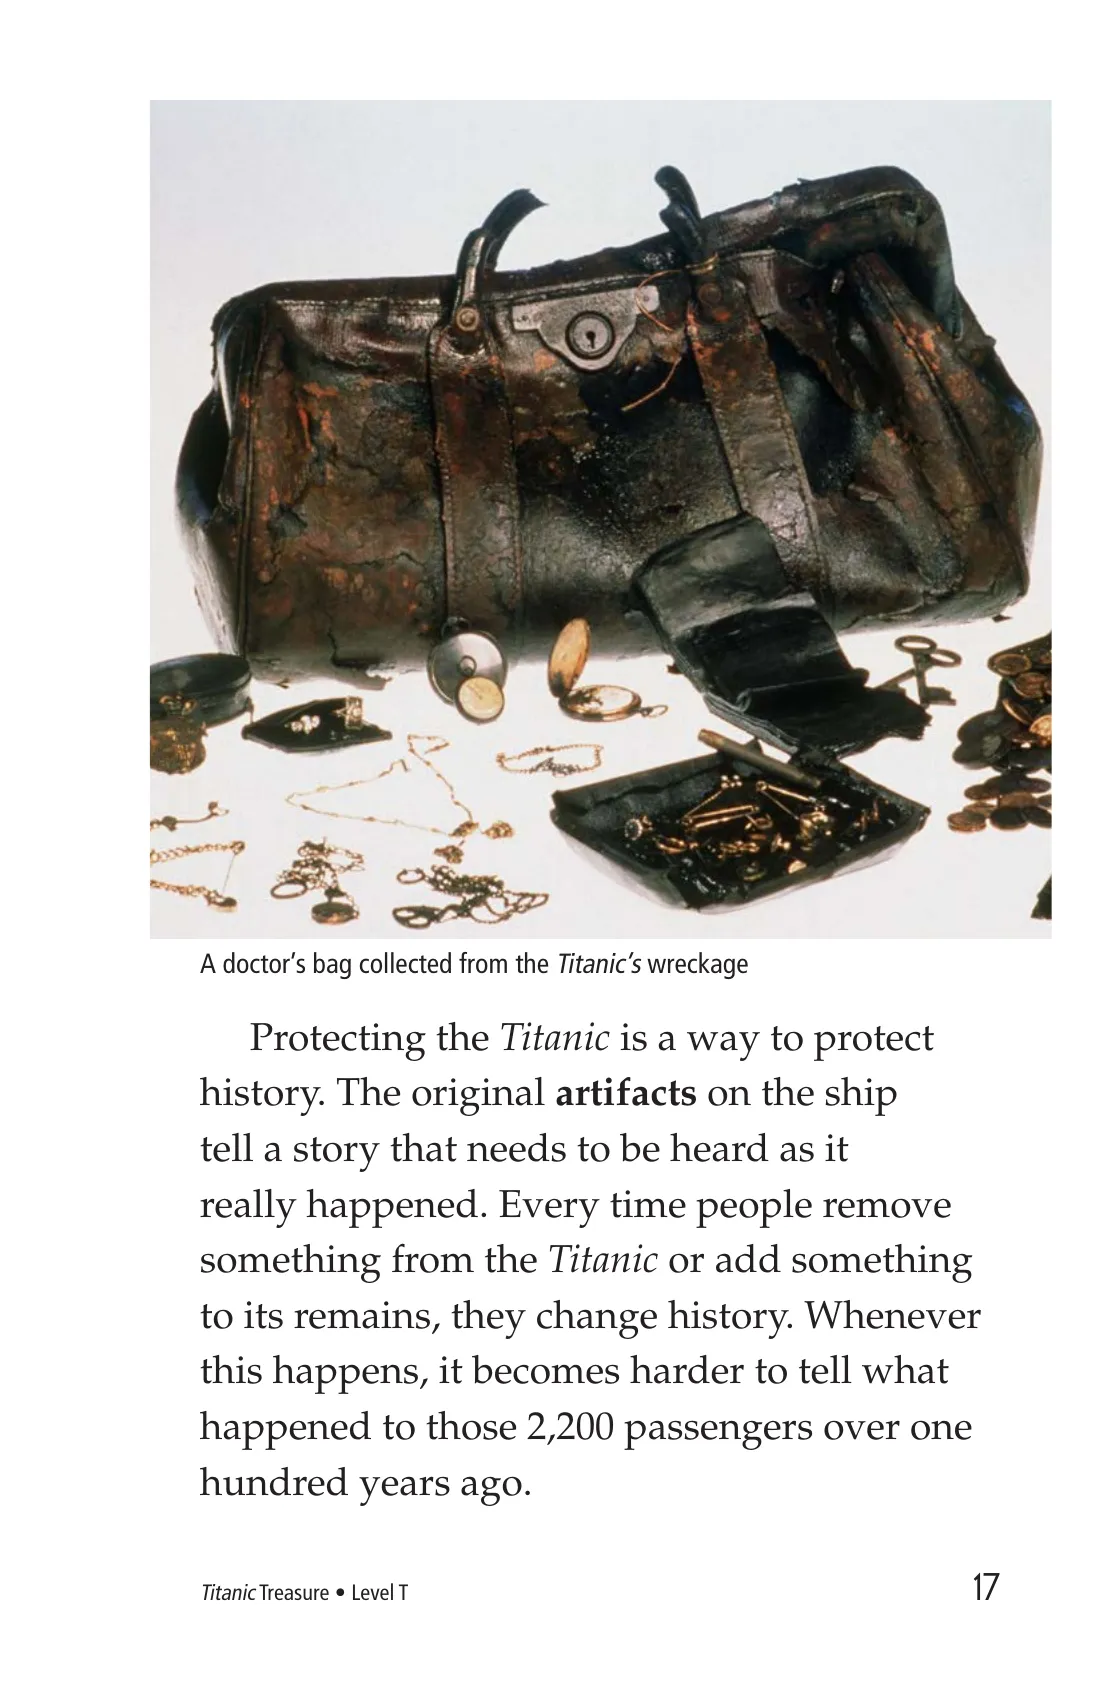 A doctor’s bag collected from the Titanic’s wreckage
Protecting the Titanic is a way to protect
history. The original artifacts on the ship
tell a story that needs to be heard as it
really happened. Every time people remove
something from the Titanic or add something
to its remains, they change history. Whenever
this happens, it becomes harder to tell what
happened to those 2,200 passengers over one
hundred years ago.
Titanic Treasure • Level T
17